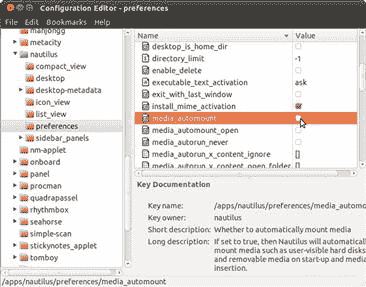 Configuration Editor - preferences
File Edit Bookmarks Help
mahjongg
metacity
nautilus
compact_view
desktop
desktop-metadata
icon_view
list_view
preferences
sidebar_panels
nm-applet
onboard
panel
procman
quadrapassel
rhythmbox
seahorse
simple-scan
stickynotes_applet
tomboy
Name Value
desktop_is_home_dir
directory_limit -1
enable_delete
executable_text_activation ask
exit_with_last_window
install_mime_activation
media_automount
media_automount_open
media_autorun_never
media_autorun_x_content_ignore []
media_autorun_x_content_open_folder []
Key Documentation
Key name: /apps/nautilus/preferences/media_automo
Key owner: nautilus
Short description: Whether to automatically mount media
Long description: If set to true, then Nautilus will automatical
mount media such as user-visible hard disks
and removable media on start-up and media
insertion.
/apps/nautilus/preferences/media_automount